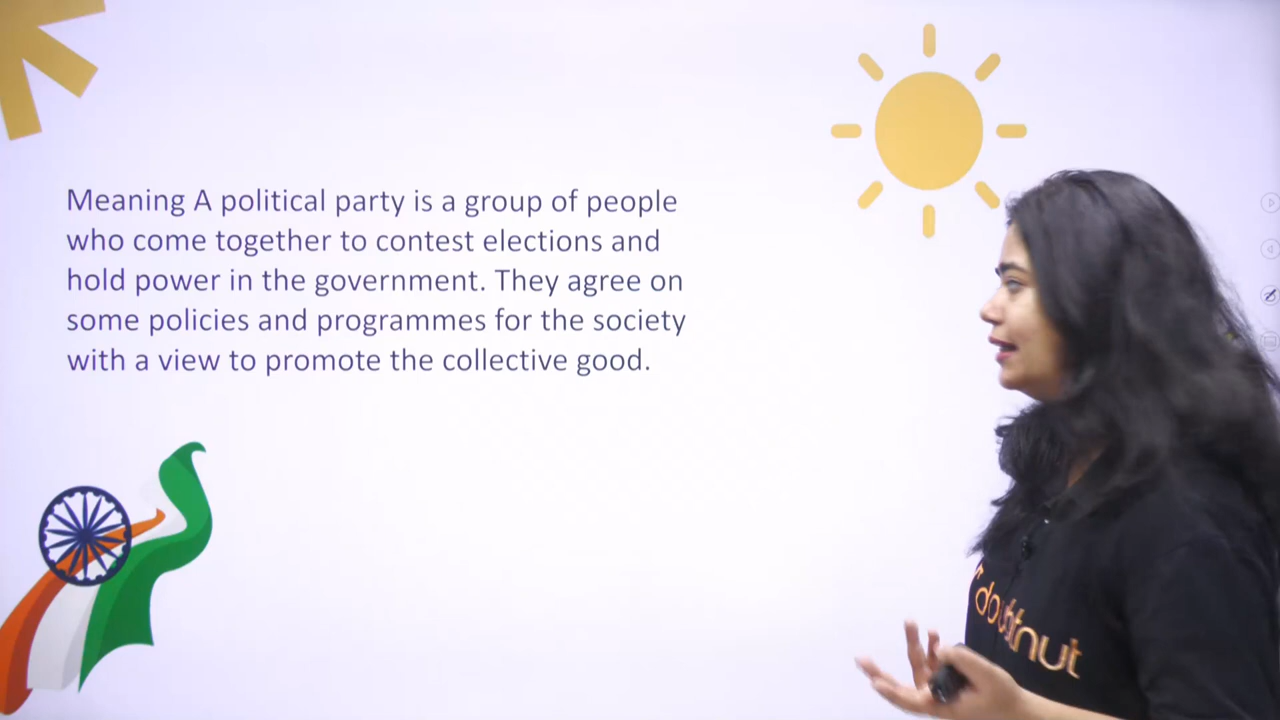 Meaning A political party is a group of people
who come together to contest elections and
hold power in the government. They agree on
some policies and programmes for the society
with a view to promote the collective good.
doubtnut